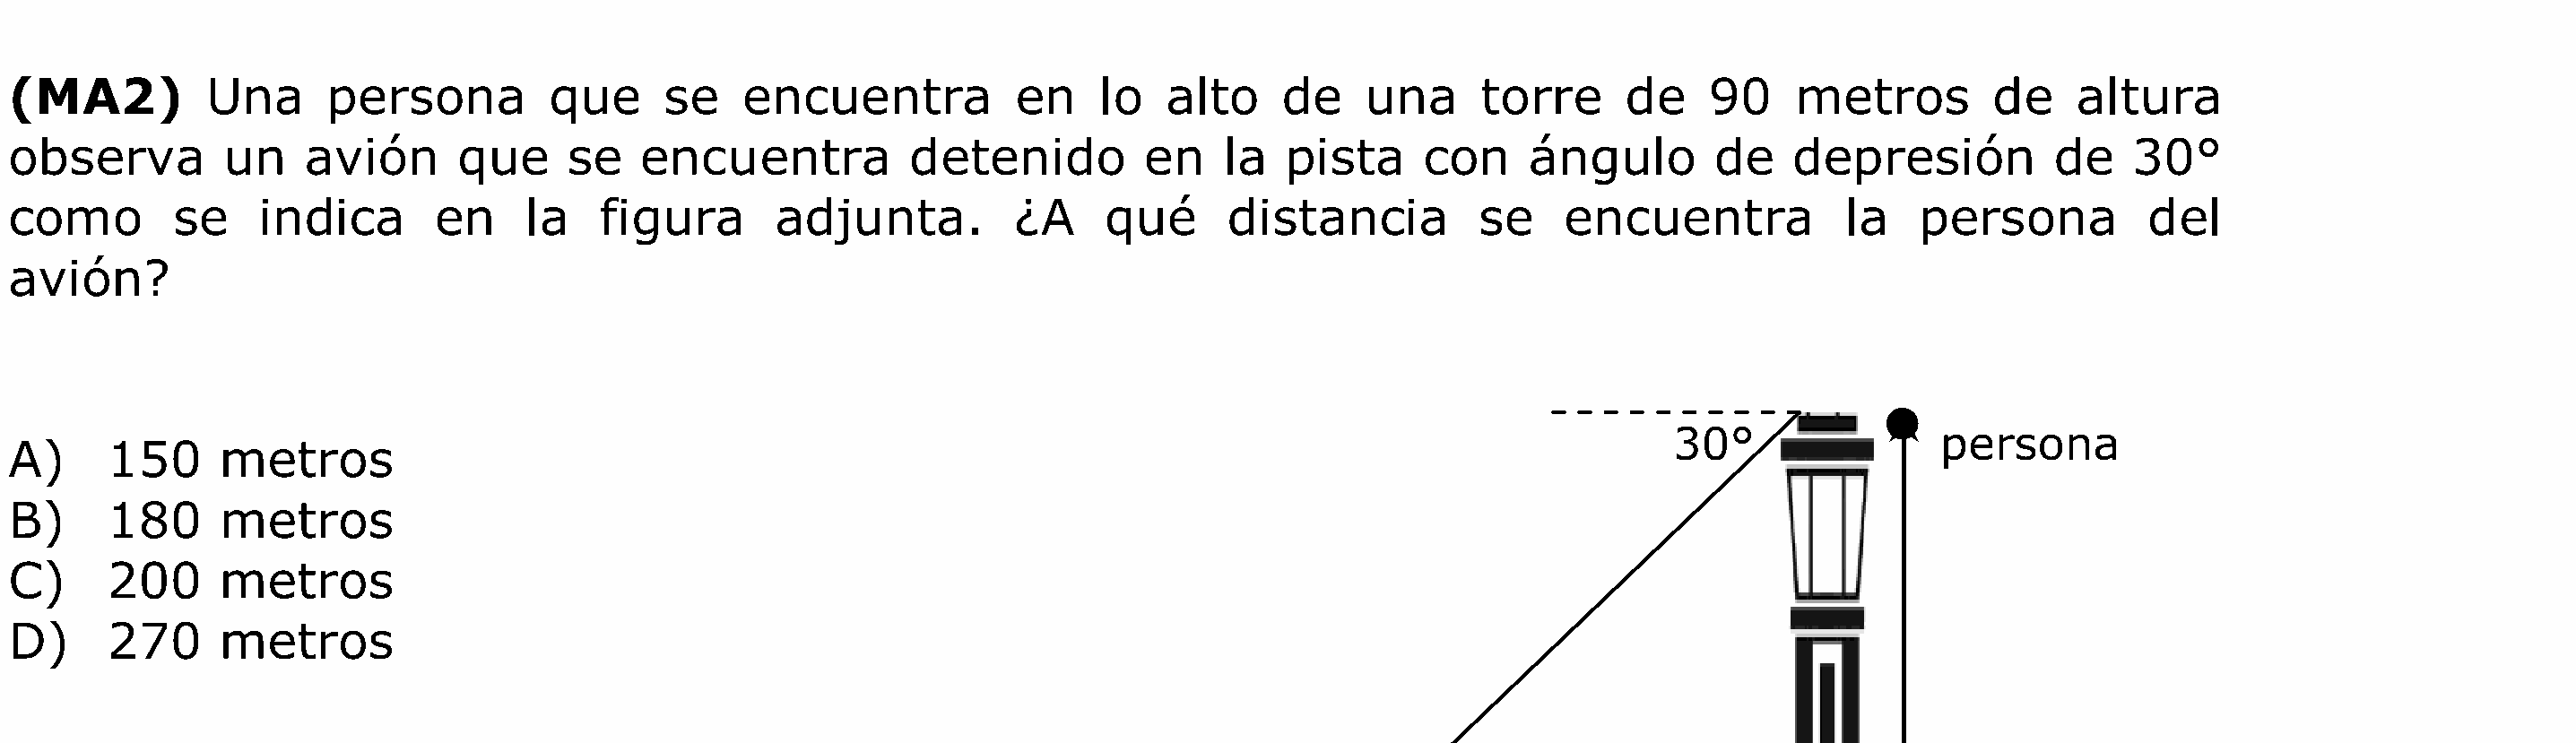 (MA2) Una persona que se encuentra en lo alto de una torre de 90 metros de altura
observa un avión que se encuentra detenido en la pista con ángulo de depresión de 30°
como se indica en la figura adjunta. ¿A qué distancia se encuentra la persona del
avión?
A) 150 metros
B) 180 metros
C) 200 metros
D) 270 metros
30°
persona